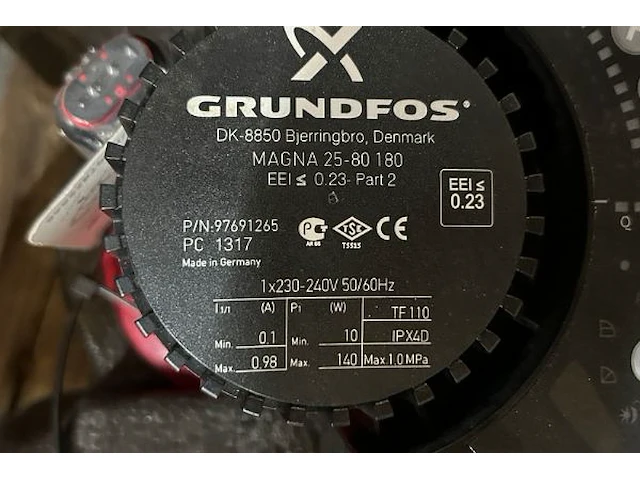 GRUNDFOS
DK-8850 Bjerringbro, Denmark
MAGNA 25-80 180
EEI ≤ 0.23- Part 2
EEI ≤
0.23
P/N:97691265
PC 1317
Made in Germany
TSE
CE
1x230-240V 50/60Hz
I1/1 (A) P1 (W) TF 110
Min. 0.1 Min. 10 IPX4D
Max. 0.98 Max. 140 Max. 1.0 MPa
Q